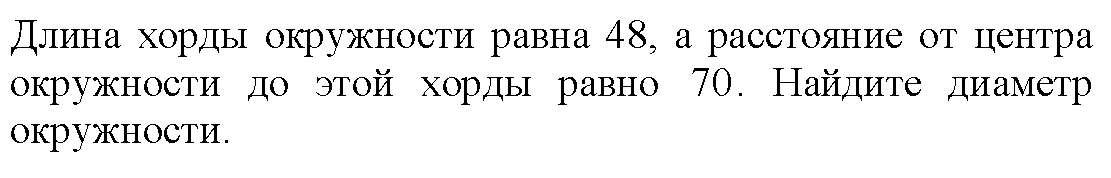 Длина хорды окружности равна 48, а расстояние от центра
окружности до этой хорды равно 70. Найдите диаметр
окружности.